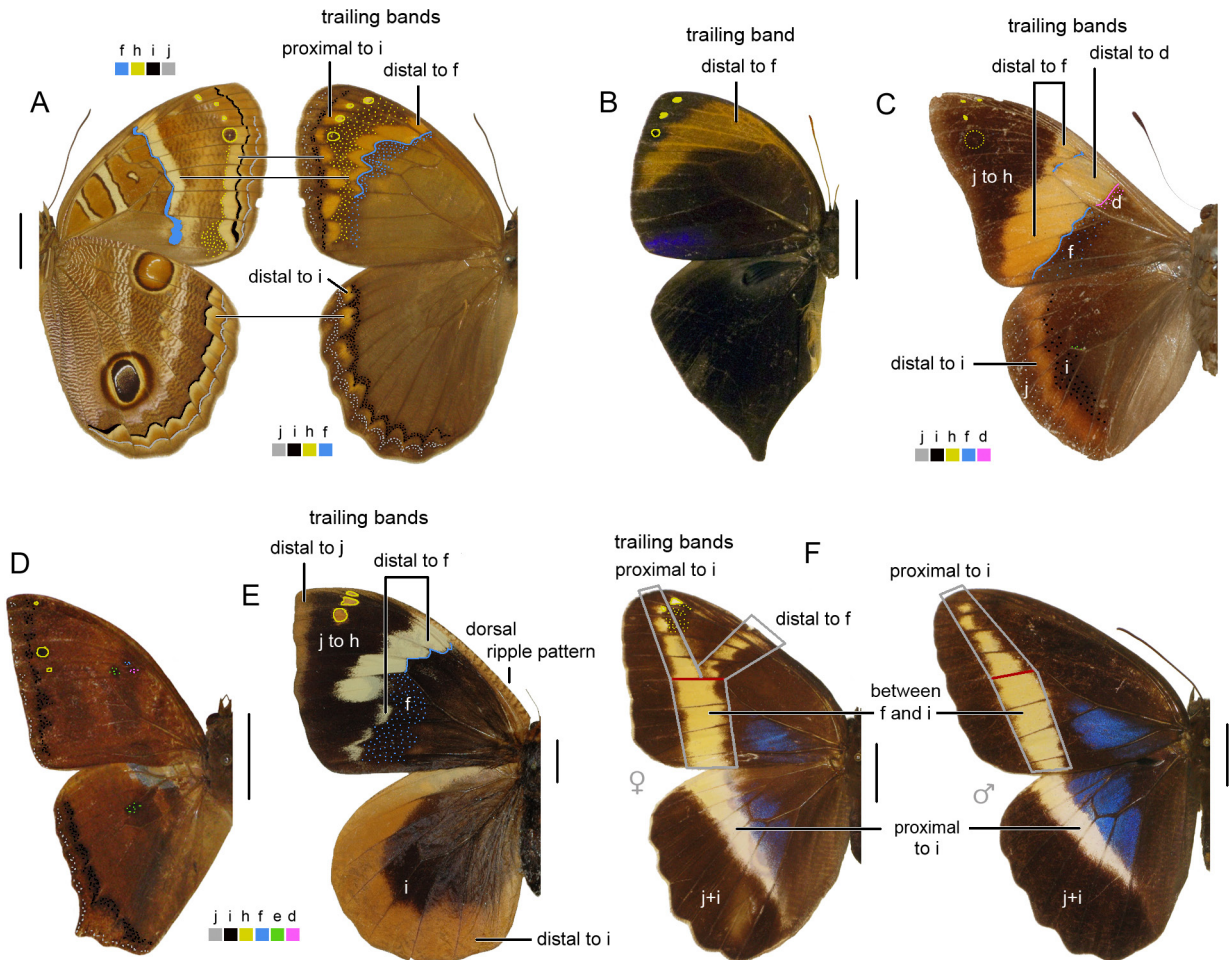 trailing bands
proximal to i
distal to f
f h i j
A
distal to i
j i h f
trailing band
distal to f
B
trailing bands
distal to f
distal to d
C
j to h
d
f
distal to i
i
j
j i h f d
D
j i h f e d
trailing bands
distal to j
distal to f
E
j to h
dorsal
ripple pattern
f
i
distal to i
trailing bands
proximal to i
distal to f
F
proximal to i
between
f and i
♀
♂
proximal
to i
j+i
j+i